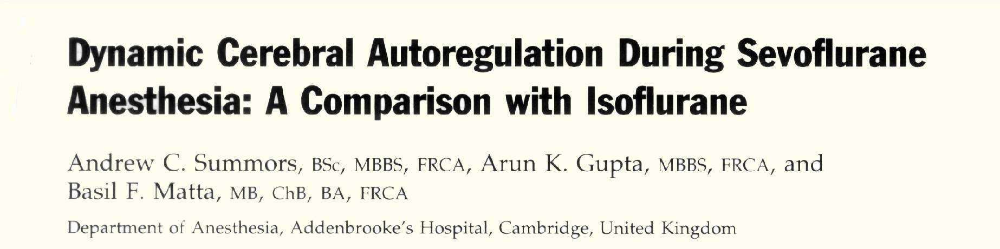 Dynamic Cerebral Autoregulation During Sevoflurane
Anesthesia: A Comparison with Isoflurane
Andrew C. Summors, BSc, MBBS, FRCA, Arun K. Gupta, MBBS, FRCA, and
Basil F. Matta, MB, ChB, BA, FRCA
Department of Anesthesia, Addenbrooke's Hospital, Cambridge, United Kingdom